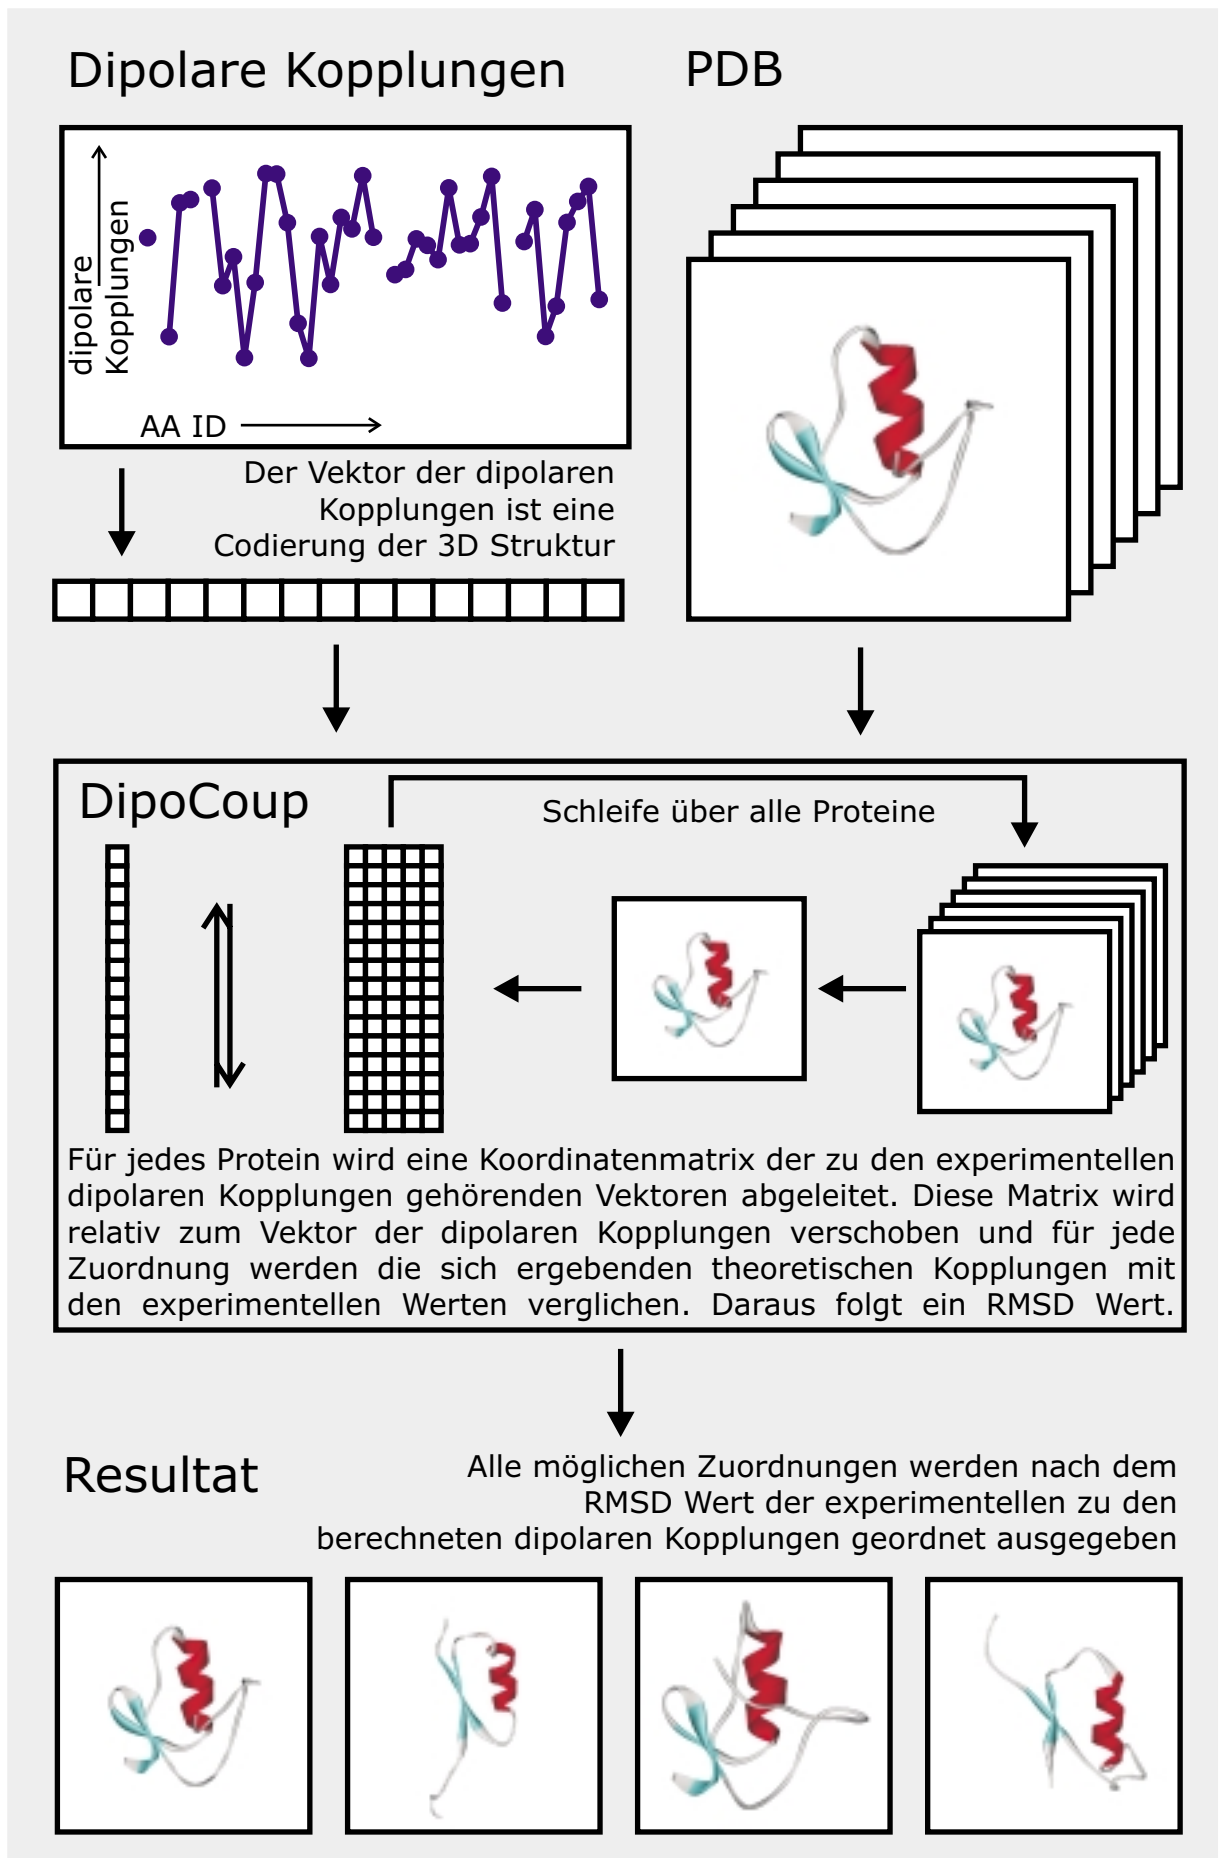 Dipolare Kopplungen
PDB
dipolare
Kopplungen
AA ID
Der Vektor der dipolaren
Kopplungen ist eine
Codierung der 3D Struktur
DipoCoup
Schleife über alle Proteine
Für jedes Protein wird eine Koordinatenmatrix der zu den experimentellen
dipolaren Kopplungen gehörenden Vektoren abgeleitet. Diese Matrix wird
relativ zum Vektor der dipolaren Kopplungen verschoben und für jede
Zuordnung werden die sich ergebenden theoretischen Kopplungen mit
den experimentellen Werten verglichen. Daraus folgt ein RMSD Wert.
Resultat
Alle möglichen Zuordnungen werden nach dem
RMSD Wert der experimentellen zu den
berechneten dipolaren Kopplungen geordnet ausgegeben